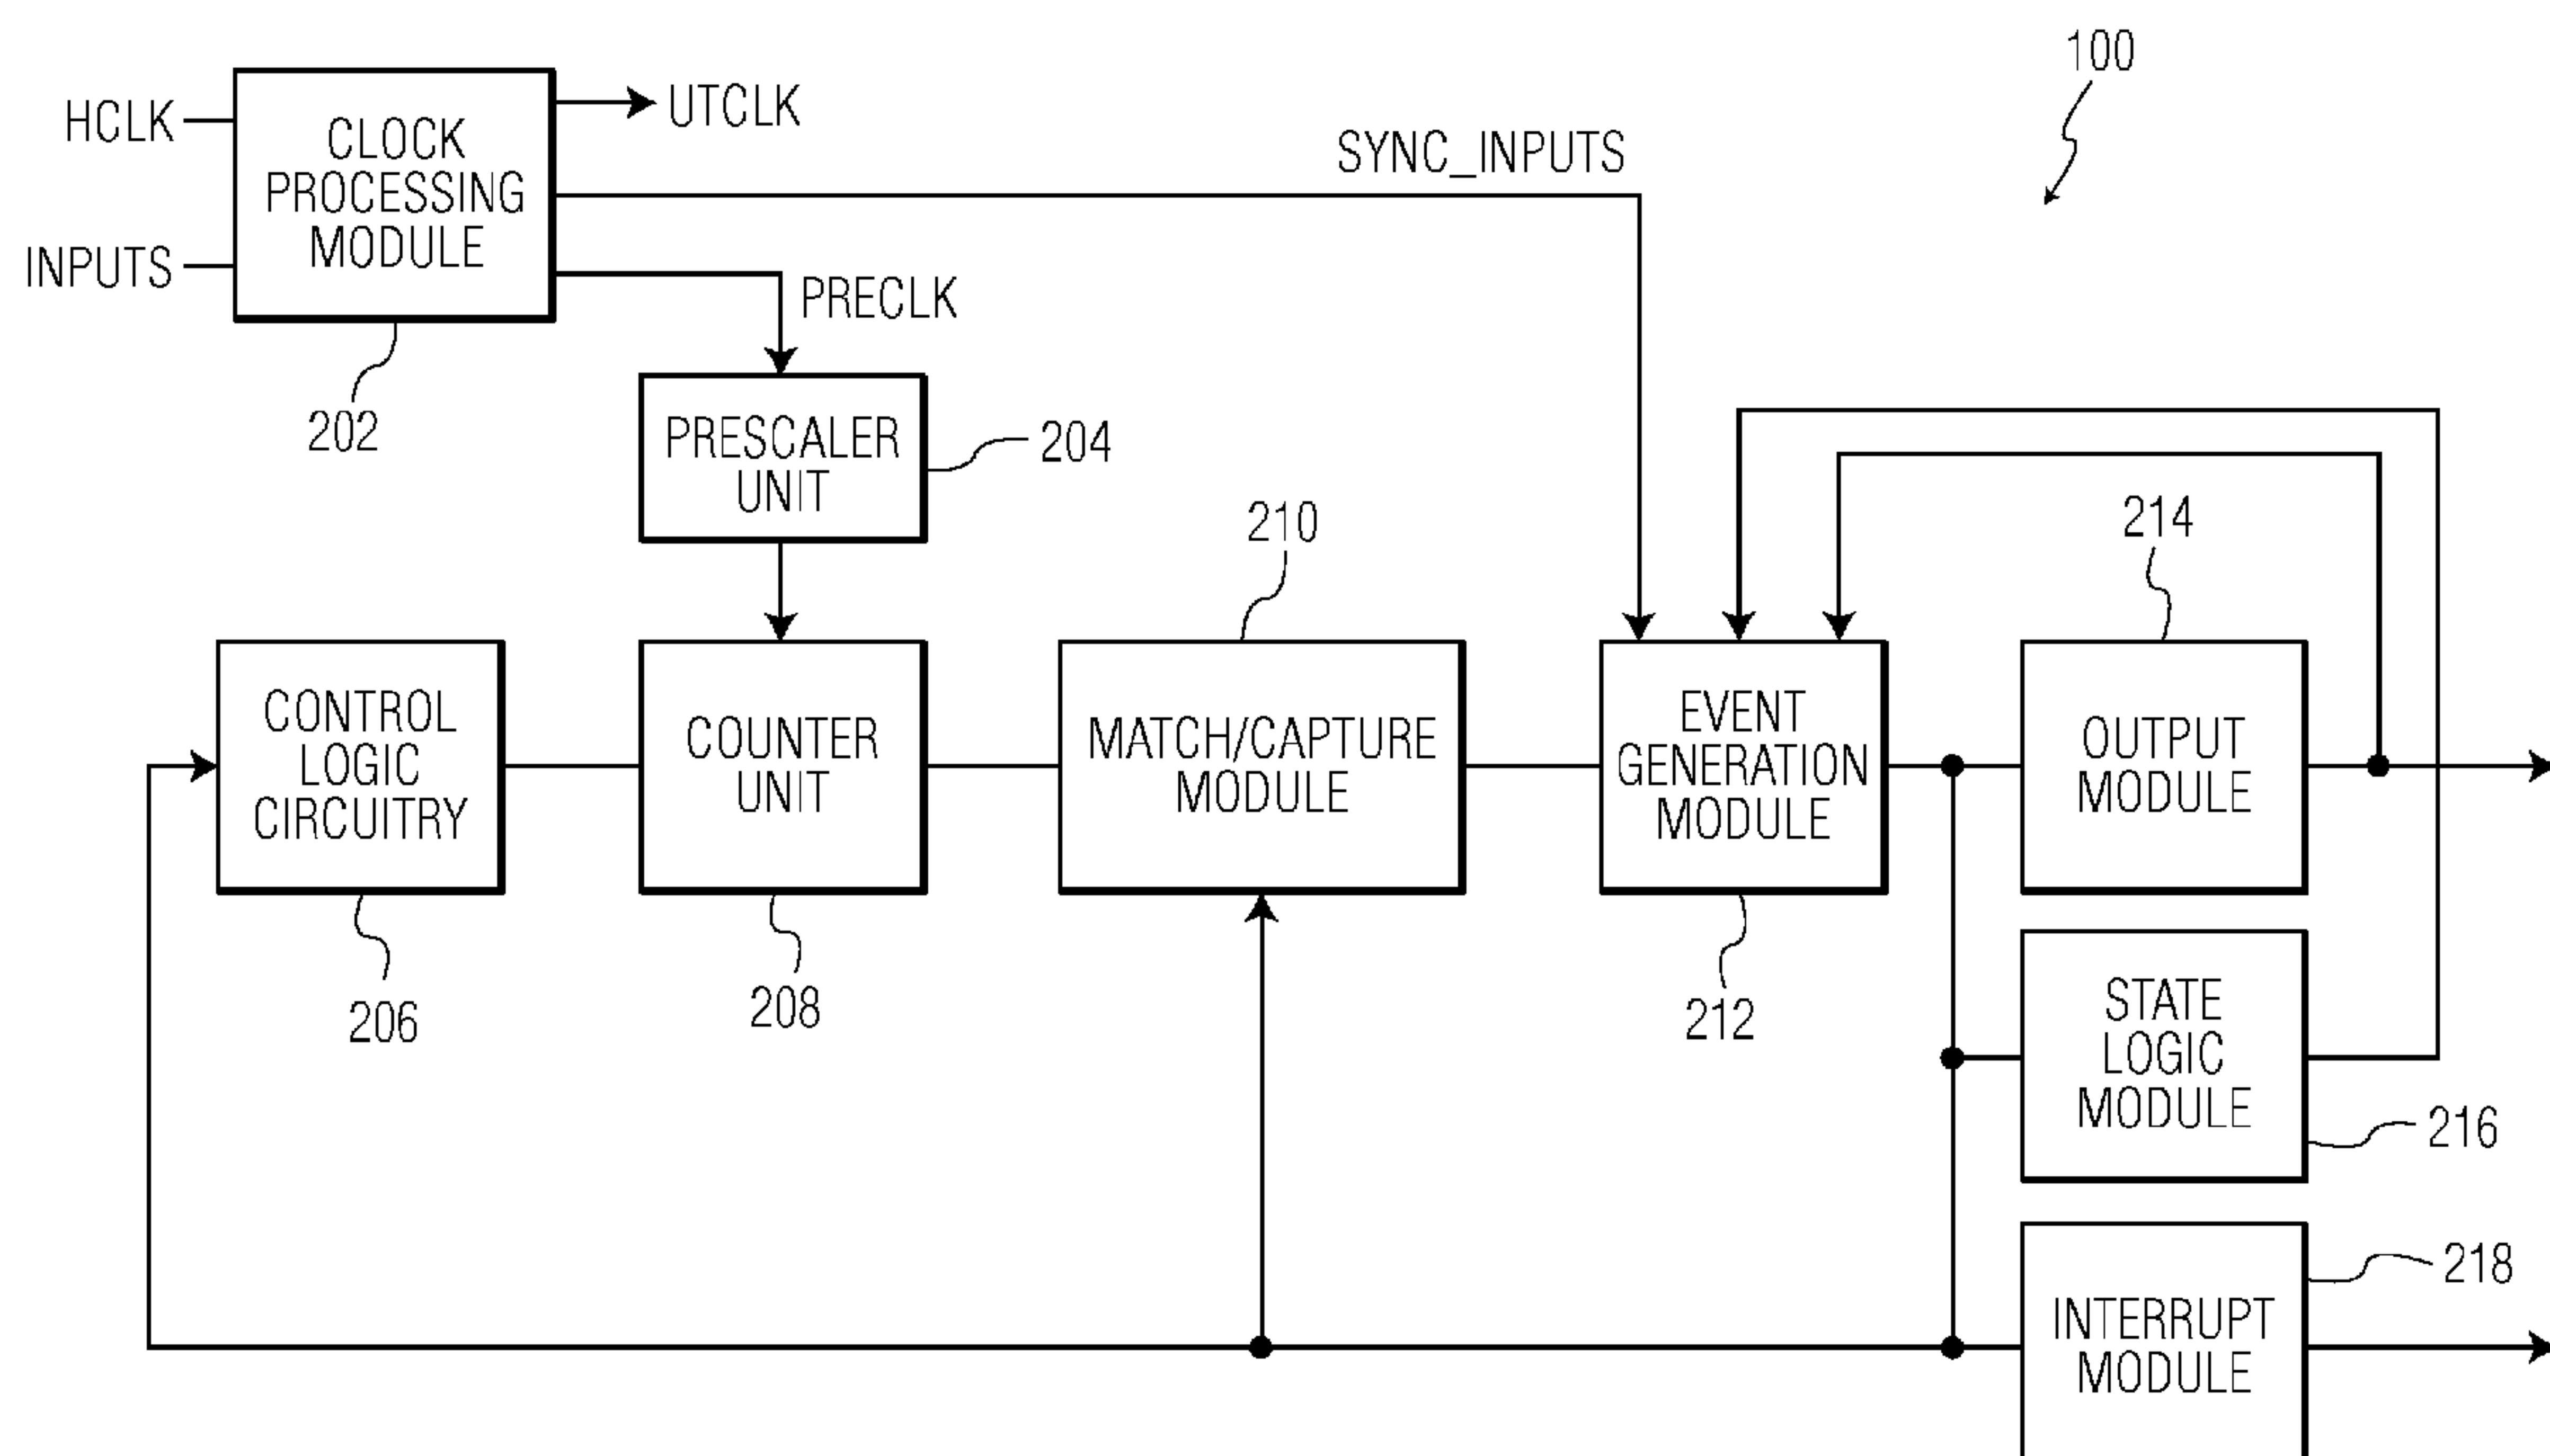 100
HCLK
INPUTS
CLOCK
PROCESSING
MODULE
UTCLK
SYNC_INPUTS
PRECLK
202
PRESCALER
UNIT
204
210
214
CONTROL
LOGIC
CIRCUITRY
COUNTER
UNIT
MATCH/CAPTURE
MODULE
EVENT
GENERATION
MODULE
OUTPUT
MODULE
206
208
212
STATE
LOGIC
MODULE
216
218
INTERRUPT
MODULE